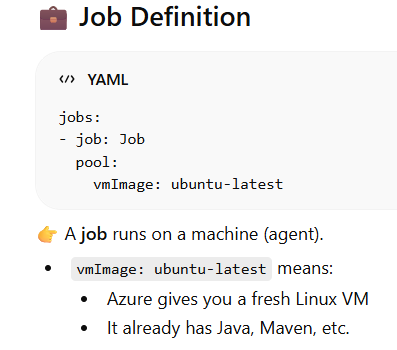 💼 Job Definition
</> YAML
jobs:
- job: Job
  pool:
    vmImage: ubuntu-latest
👉 A job runs on a machine (agent).
• vmImage: ubuntu-latest means:
• Azure gives you a fresh Linux VM
• It already has Java, Maven, etc.